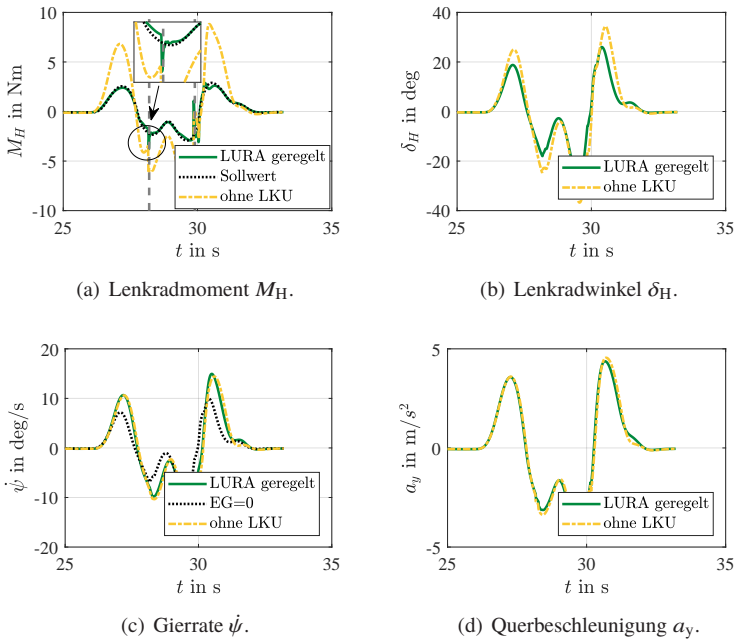 10
5
0
-5
-10
M_H in Nm
LURA geregelt
Sollwert
ohne LKU
25 30 35
t in s
(a) Lenkradmoment M_H.
40
20
0
-20
-40
δ_H in deg
LURA geregelt
ohne LKU
25 30 35
t in s
(b) Lenkradwinkel δ_H.
20
10
0
-10
-20
ψ̇ in deg/s
LURA geregelt
EG=0
ohne LKU
25 30 35
t in s
(c) Gierrate ψ̇.
5
0
-5
a_y in m/s²
LURA geregelt
ohne LKU
25 30 35
t in s
(d) Querbeschleunigung a_y.